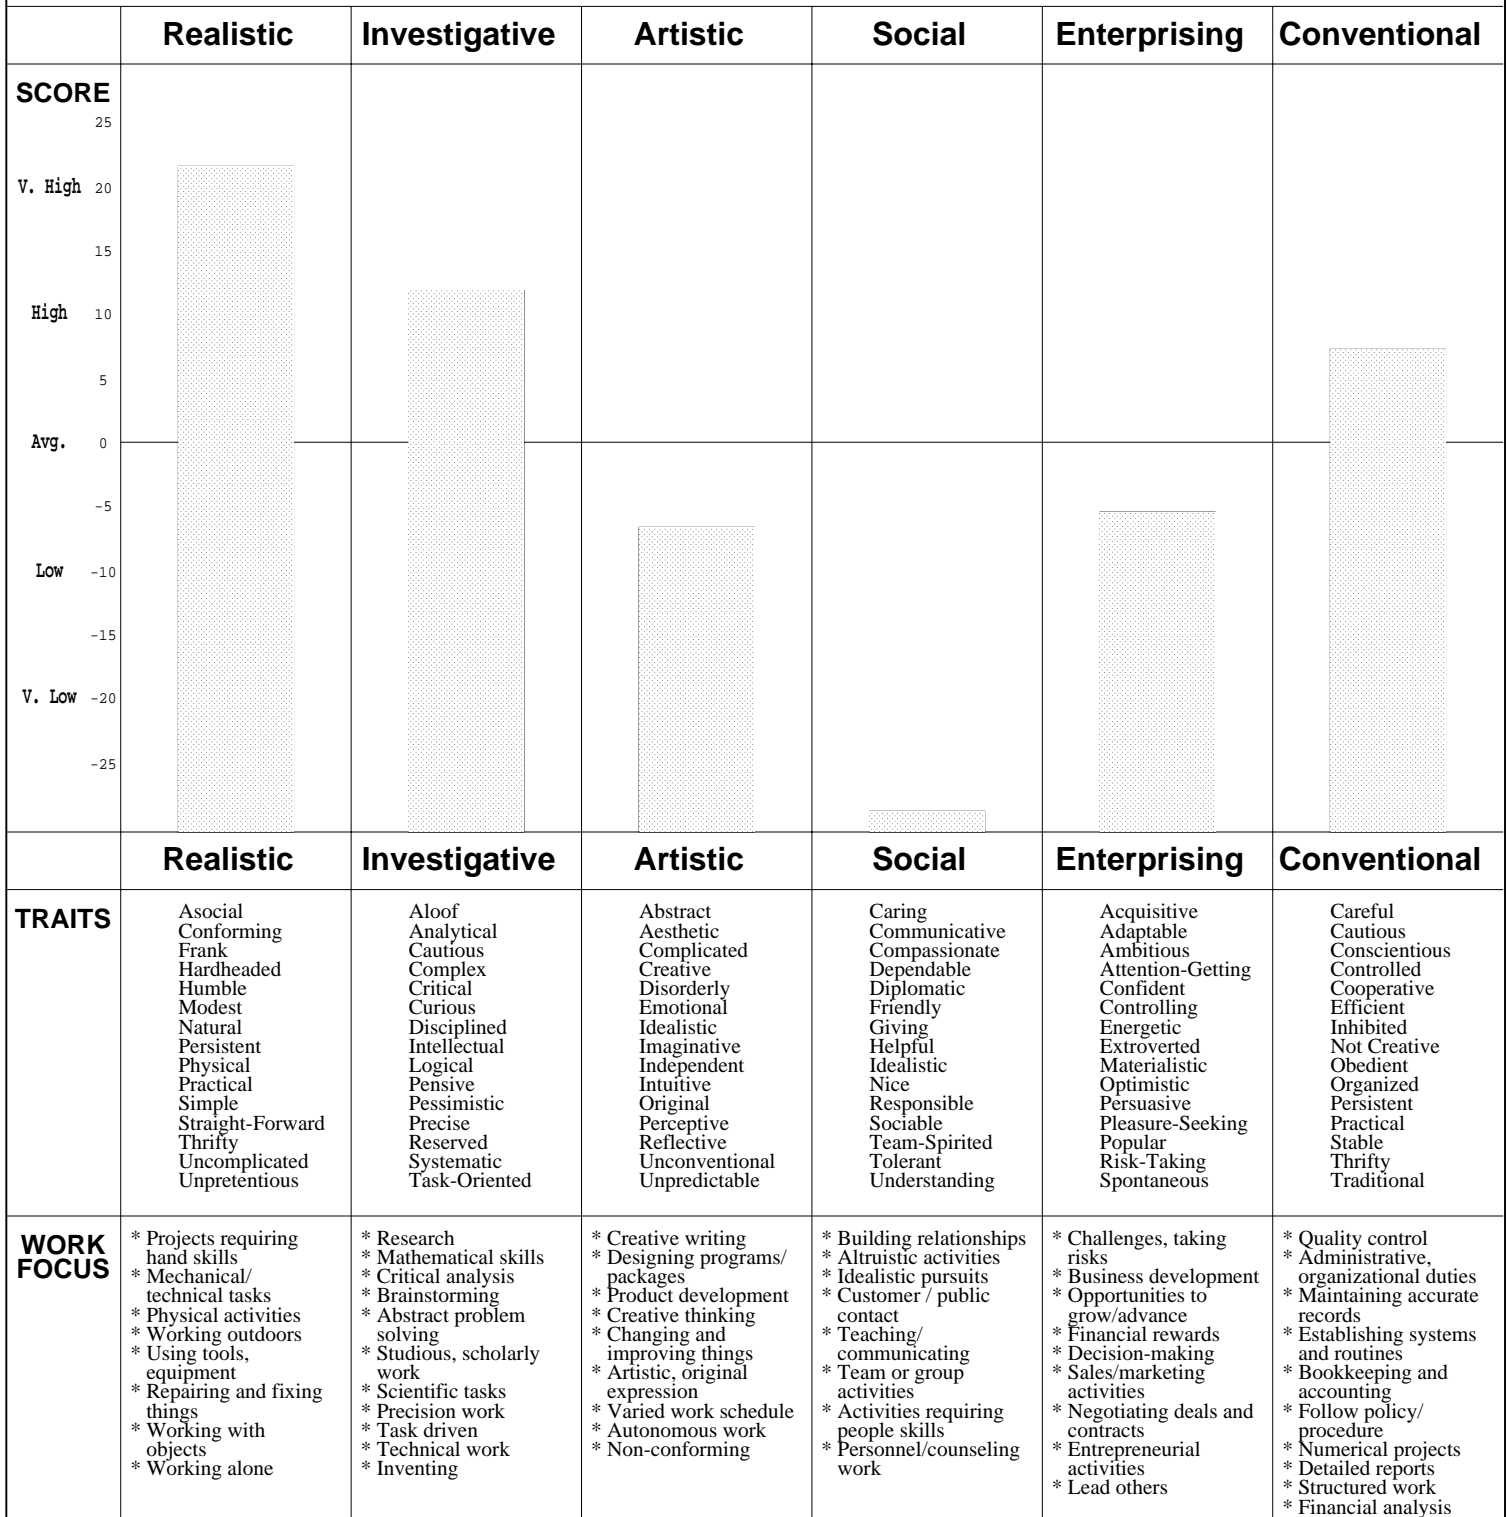 Realistic Investigative Artistic Social Enterprising Conventional
SCORE
25
V. High 20
15
High 10
5
Avg. 0
-5
Low -10
-15
V. Low -20
-25
Realistic Investigative Artistic Social Enterprising Conventional
TRAITS
Asocial
Conforming
Frank
Hardheaded
Humble
Modest
Natural
Persistent
Physical
Practical
Simple
Straight-Forward
Thrifty
Uncomplicated
Unpretentious
Aloof
Analytical
Cautious
Complex
Critical
Curious
Disciplined
Intellectual
Logical
Pensive
Pessimistic
Precise
Reserved
Systematic
Task-Oriented
Abstract
Aesthetic
Complicated
Creative
Disorderly
Emotional
Idealistic
Imaginative
Independent
Intuitive
Original
Perceptive
Reflective
Unconventional
Unpredictable
Caring
Communicative
Compassionate
Dependable
Diplomatic
Friendly
Giving
Helpful
Idealistic
Nice
Responsible
Sociable
Team-Spirited
Tolerant
Understanding
Acquisitive
Adaptable
Ambitious
Attention-Getting
Confident
Controlling
Energetic
Extroverted
Materialistic
Optimistic
Persuasive
Pleasure-Seeking
Popular
Risk-Taking
Spontaneous
Careful
Cautious
Conscientious
Controlled
Cooperative
Efficient
Inhibited
Not Creative
Obedient
Organized
Persistent
Practical
Stable
Thrifty
Traditional
WORK
FOCUS
* Projects requiring
hand skills
* Mechanical/
technical tasks
* Physical activities
* Working outdoors
* Using tools,
equipment
* Repairing and fixing
things
* Working with
objects
* Working alone
* Research
* Mathematical skills
* Critical analysis
* Brainstorming
* Abstract problem
solving
* Studious, scholarly
work
* Scientific tasks
* Precision work
* Task driven
* Technical work
* Inventing
* Creative writing
* Designing programs/
packages
* Product development
* Creative thinking
* Changing and
improving things
* Artistic, original
expression
* Varied work schedule
* Autonomous work
* Non-conforming
* Building relationships
* Altruistic activities
* Idealistic pursuits
* Customer / public
contact
* Teaching/
communicating
* Team or group
activities
* Activities requiring
people skills
* Personnel/counseling
work
* Challenges, taking
risks
* Business development
* Opportunities to
grow/advance
* Financial rewards
* Decision-making
* Sales/marketing
activities
* Negotiating deals and
contracts
* Entrepreneurial
activities
* Lead others
* Quality control
* Administrative,
organizational duties
* Maintaining accurate
records
* Establishing systems
and routines
* Bookkeeping and
accounting
* Follow policy/
procedure
* Numerical projects
* Detailed reports
* Structured work
* Financial analysis